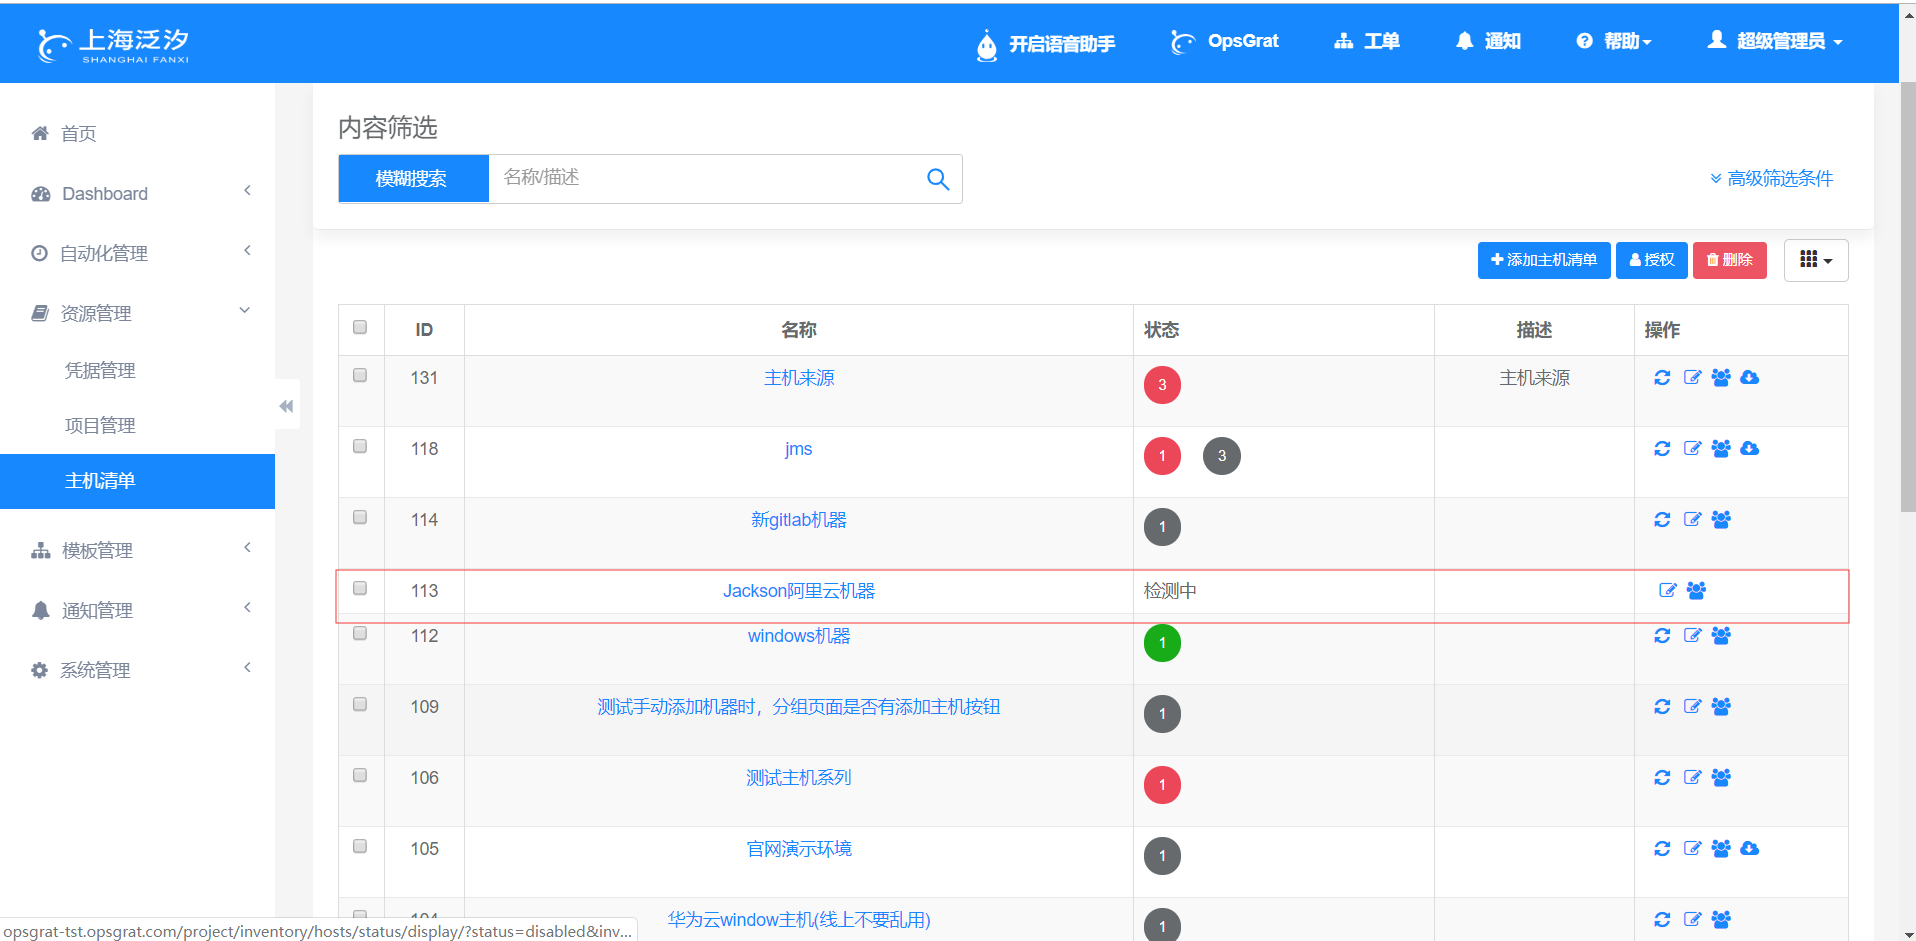 上海泛汐
SHANGHAI FANXI
开启语音助手
OpsGrat
工单
通知
帮助
超级管理员
首页
Dashboard
自动化管理
资源管理
凭据管理
项目管理
主机清单
模板管理
通知管理
系统管理
内容筛选
模糊搜索 名称/描述
高级筛选条件
添加主机清单 授权 删除
ID 名称 状态 描述 操作
131 主机来源 3 主机来源
118 jms 1 3
114 新gitlab机器 1
113 Jackson阿里云机器 检测中
112 windows机器 1
109 测试手动添加机器时，分组页面是否有添加主机按钮 1
106 测试主机系列 1
105 官网演示环境 1
104 华为云window主机(线上不要乱用) 1
opsgrat-tst.opsgrat.com/project/inventory/hosts/status/display/?status=disabled&inv...